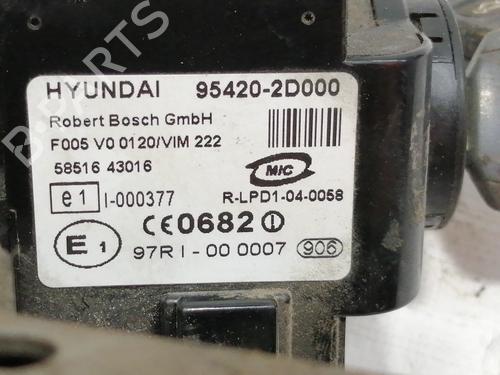 HYUNDAI 95420-2D000
Robert Bosch GmbH
F005 V0 0120/VIM 222
58516 43016
MIC
e1 I-000377 R-LPD1-04-0058
CE0682
E1 97RI-00 0007 906
B-PARTS